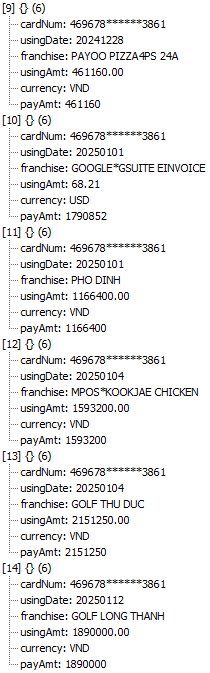 [9] {} (6)
cardNum: 469678******3861
usingDate: 20241228
franchise: PAYOO PIZZA4PS 24A
usingAmt: 461160.00
currency: VND
payAmt: 461160
[10] {} (6)
cardNum: 469678******3861
usingDate: 20250101
franchise: GOOGLE*GSUITE EINVOICE
usingAmt: 68.21
currency: USD
payAmt: 1790852
[11] {} (6)
cardNum: 469678******3861
usingDate: 20250101
franchise: PHO DINH
usingAmt: 1166400.00
currency: VND
payAmt: 1166400
[12] {} (6)
cardNum: 469678******3861
usingDate: 20250104
franchise: MPOS*KOOKJAE CHICKEN
usingAmt: 1593200.00
currency: VND
payAmt: 1593200
[13] {} (6)
cardNum: 469678******3861
usingDate: 20250104
franchise: GOLF THU DUC
usingAmt: 2151250.00
currency: VND
payAmt: 2151250
[14] {} (6)
cardNum: 469678******3861
usingDate: 20250112
franchise: GOLF LONG THANH
usingAmt: 1890000.00
currency: VND
payAmt: 1890000